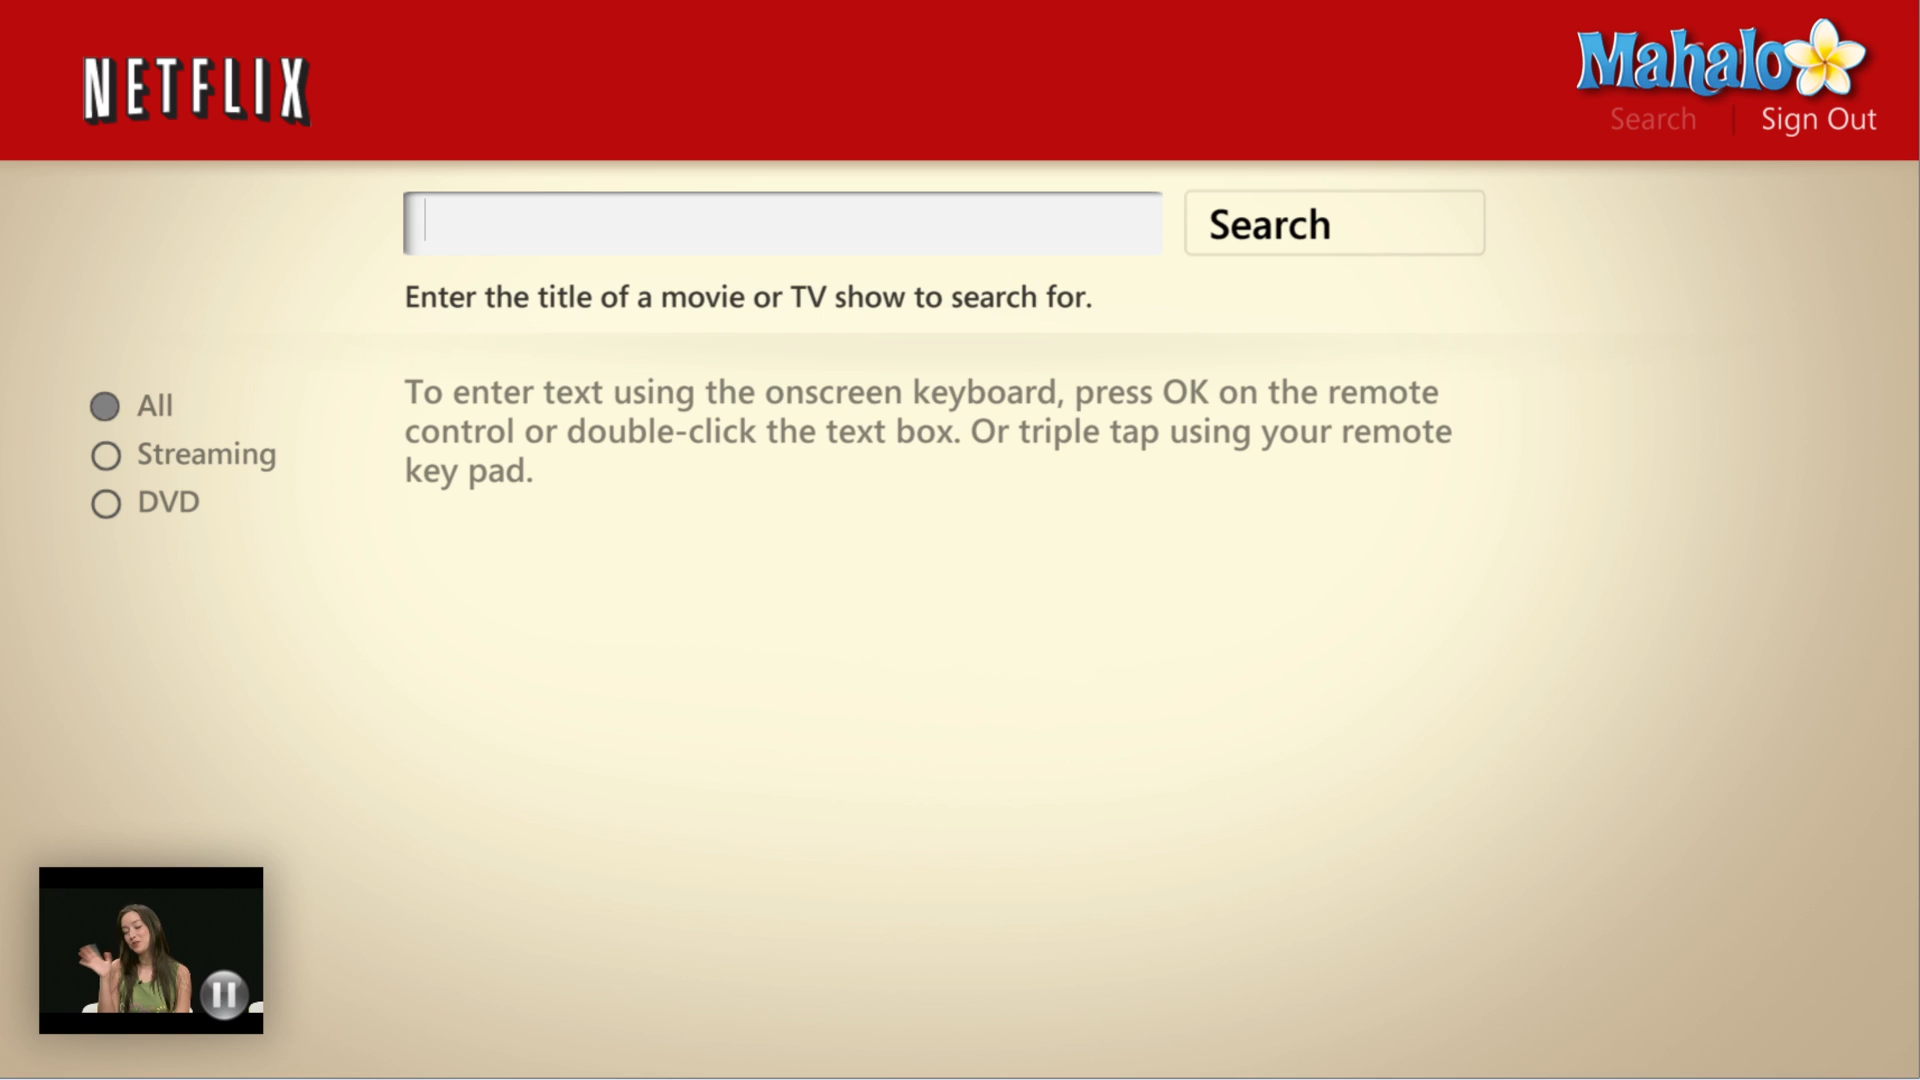 NETFLIX
Mahalo
Search | Sign Out
Search
Enter the title of a movie or TV show to search for.
All
Streaming
DVD
To enter text using the onscreen keyboard, press OK on the remote
control or double-click the text box. Or triple tap using your remote
key pad.